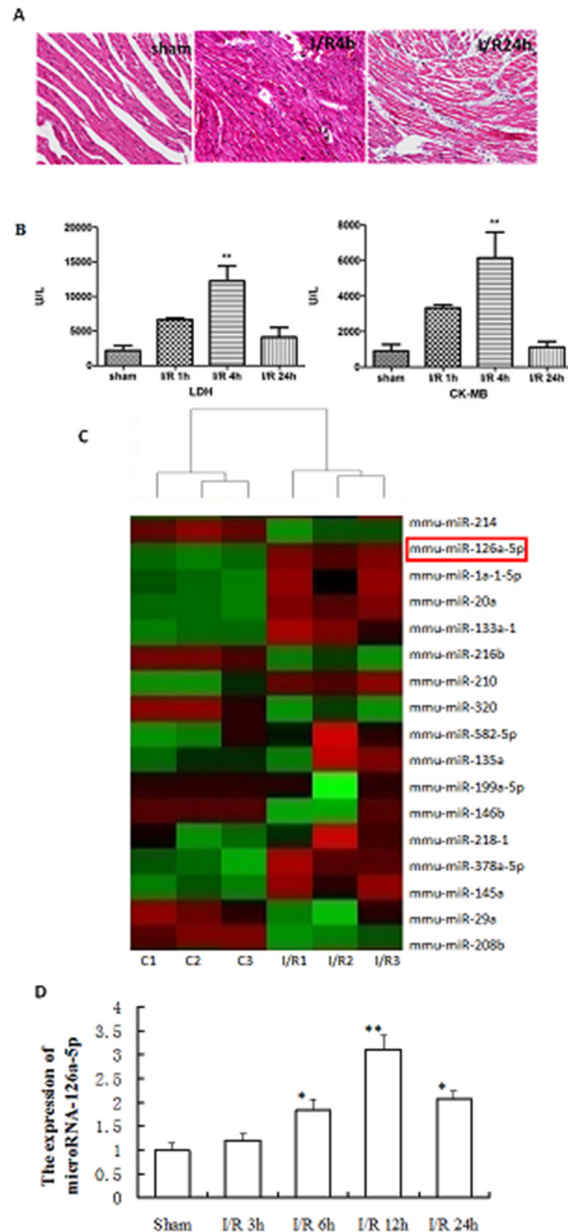 A
sham
I/R4h
I/R24h
B
20000
15000
10000
5000
0
U/L
**
sham
I/R 1h
I/R 4h
I/R 24h
LDH
8000
6000
4000
2000
0
U/L
**
sham
I/R 1h
I/R 4h
I/R 24h
CK-MB
C
mmu-miR-214
mmu-miR-126a-5p
mmu-miR-1a-1-5p
mmu-miR-20a
mmu-miR-133a-1
mmu-miR-216b
mmu-miR-210
mmu-miR-320
mmu-miR-582-5p
mmu-miR-135a
mmu-miR-199a-5p
mmu-miR-146b
mmu-miR-218-1
mmu-miR-378a-5p
mmu-miR-145a
mmu-miR-29a
mmu-miR-208b
C1 C2 C3 I/R1 I/R2 I/R3
D
The expression of
microRNA-126a-5p
4
3.5
3
2.5
2
1.5
1
0.5
0
*
**
*
Sham I/R 3h I/R 6h I/R 12h I/R 24h